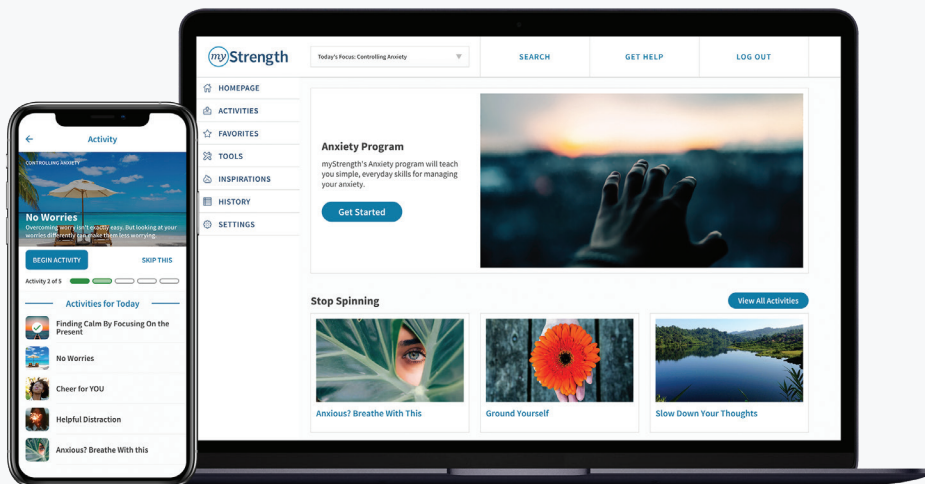 Activity
CONTROLLING ANXIETY
No Worries
Overcoming worry isn't exactly easy. But looking at your
worries differently can make them less worrying.
BEGIN ACTIVITY
SKIP THIS
Activity 2 of 5
Activities for Today
Finding Calm By Focusing On the
Present
No Worries
Cheer for YOU
Helpful Distraction
Anxious? Breathe With this
myStrength
Today's Focus: Controlling Anxiety
SEARCH
GET HELP
LOG OUT
HOMEPAGE
ACTIVITIES
FAVORITES
TOOLS
INSPIRATIONS
HISTORY
SETTINGS
Anxiety Program
myStrength's Anxiety program will teach
you simple, everyday skills for managing
your anxiety.
Get Started
Stop Spinning
View All Activities
Anxious? Breathe With This
Ground Yourself
Slow Down Your Thoughts